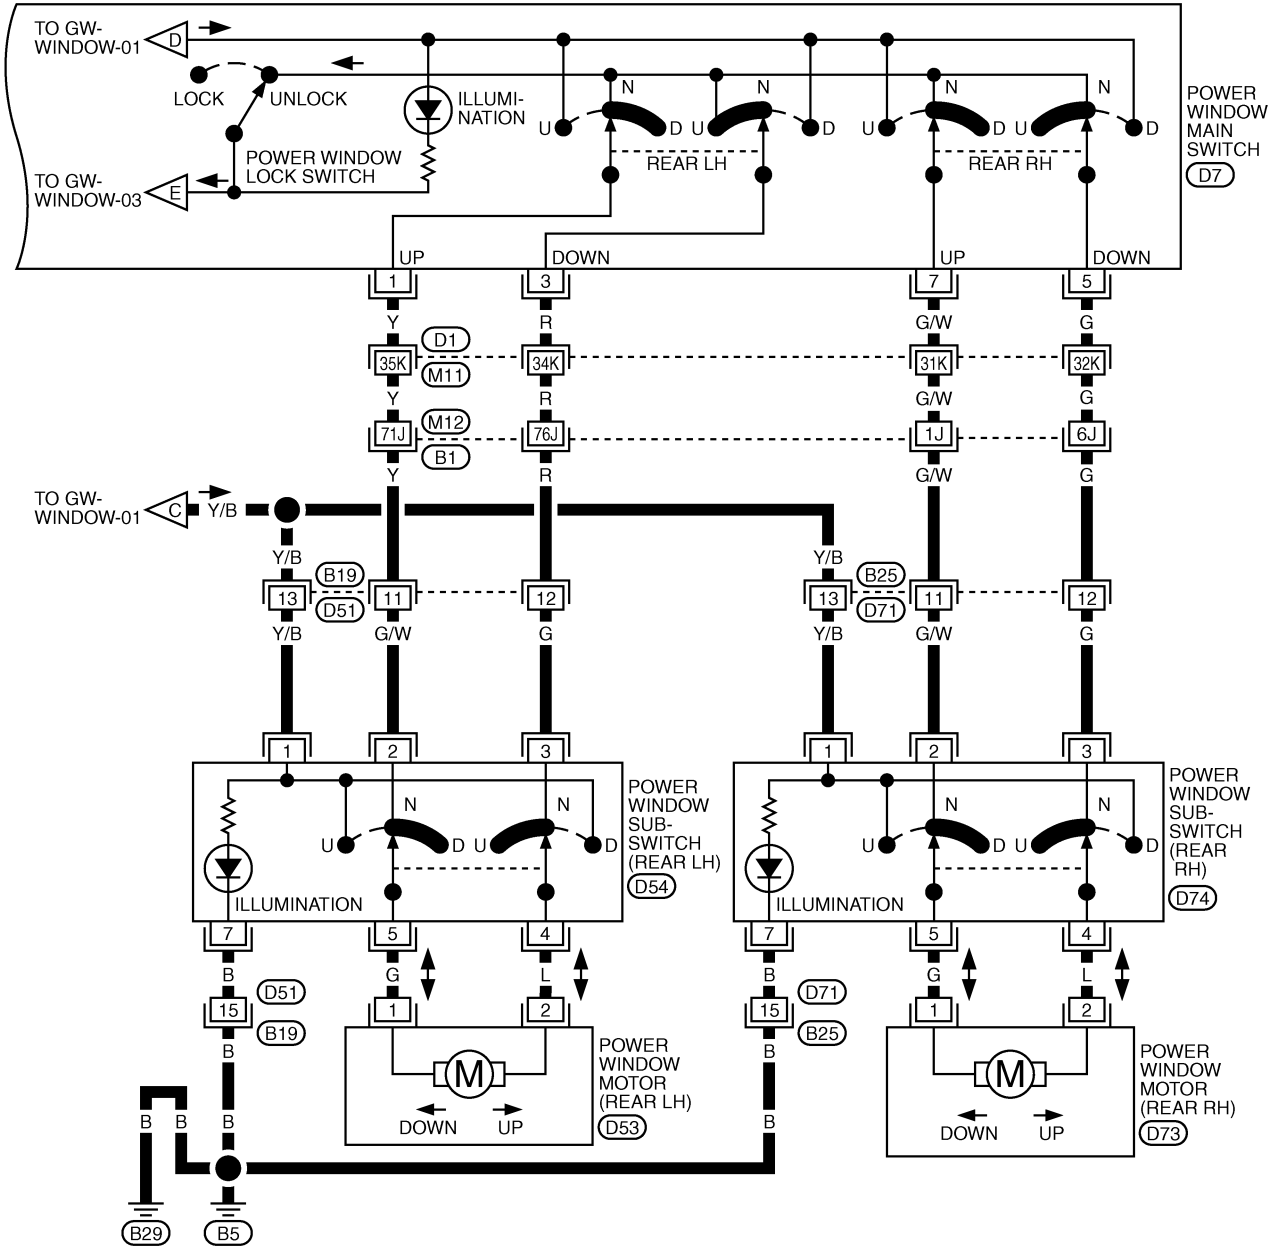 TO GW-
WINDOW-01
D
LOCK
UNLOCK
ILLUMI-
NATION
POWER WINDOW
LOCK SWITCH
TO GW-
WINDOW-03
E
U
N
D
U
N
D
REAR LH
U
N
D
U
N
D
REAR RH
POWER
WINDOW
MAIN
SWITCH
D7
UP
DOWN
UP
DOWN
1
3
7
5
Y
R
G/W
G
D1
35K
34K
31K
32K
M11
Y
R
G/W
G
M12
71J
76J
1J
6J
B1
Y
R
G/W
G
TO GW-
WINDOW-01
C
Y/B
Y/B
Y/B
B19
B25
13
11
12
13
11
12
D51
D71
Y/B
G/W
G
Y/B
G/W
G
1
2
3
1
2
3
N
N
U
D
U
D
ILLUMINATION
POWER
WINDOW
SUB-
SWITCH
(REAR LH)
D54
N
N
U
D
U
D
ILLUMINATION
POWER
WINDOW
SUB-
SWITCH
(REAR
RH)
D74
7
5
4
7
5
4
B
G
L
B
G
L
D51
D71
15
1
2
15
1
2
B19
B25
B
B
M
DOWN
UP
POWER
WINDOW
MOTOR
(REAR LH)
D53
M
DOWN
UP
POWER
WINDOW
MOTOR
(REAR RH)
D73
B
B
B
B
B29
B5